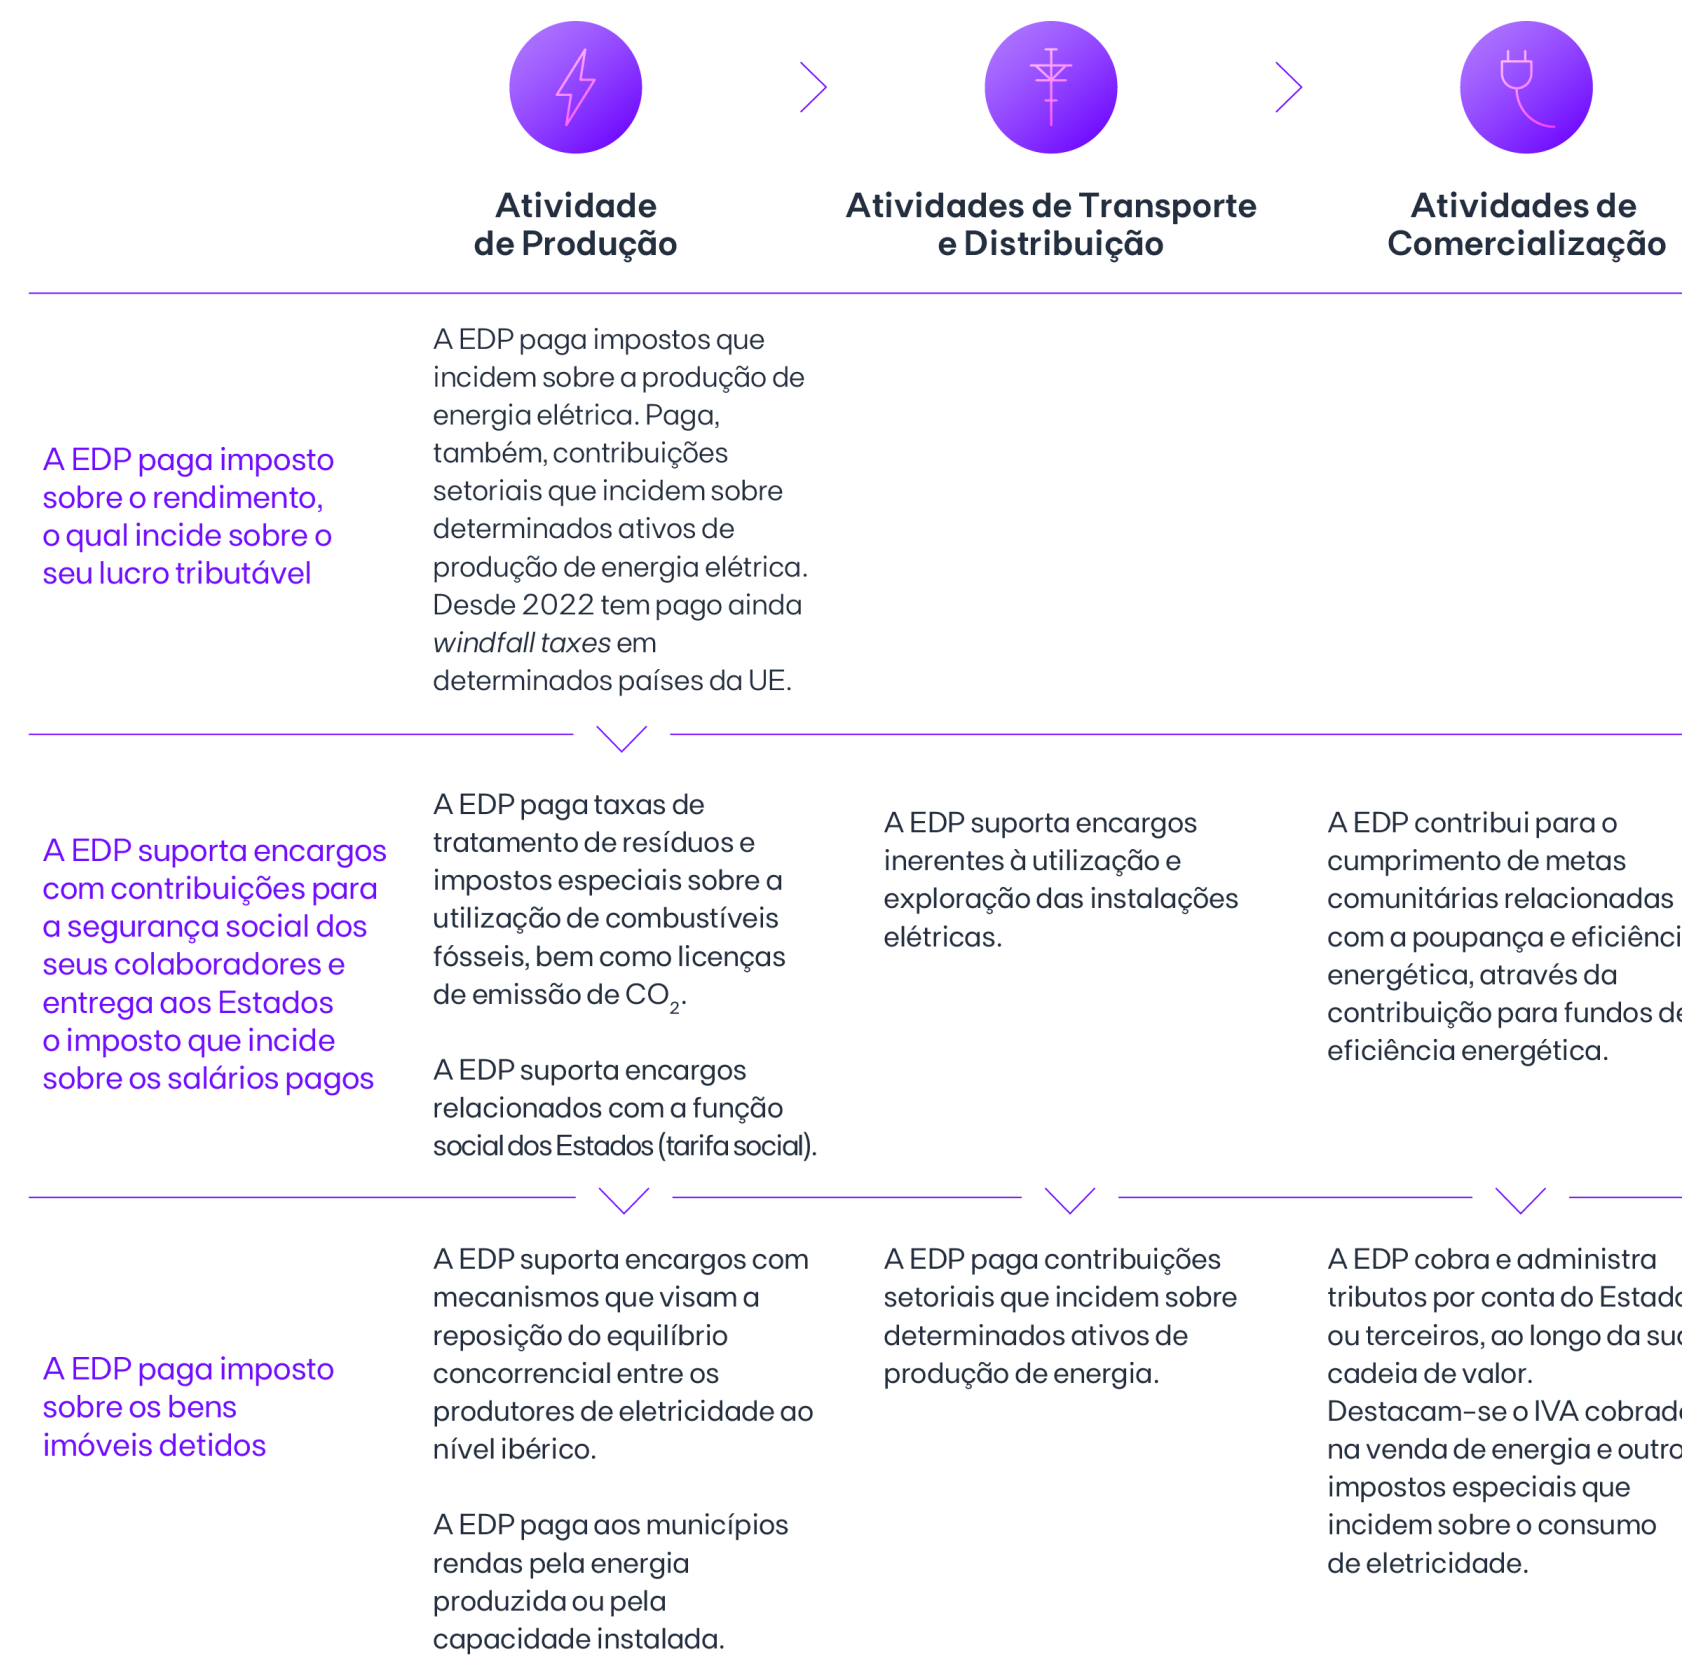 Atividade
de Produção
Atividades de Transporte
e Distribuição
Atividades de
Comercialização
A EDP paga imposto
sobre o rendimento,
o qual incide sobre o
seu lucro tributável
A EDP paga impostos que
incidem sobre a produção de
energia elétrica. Paga,
também, contribuições
setoriais que incidem sobre
determinados ativos de
produção de energia elétrica.
Desde 2022 tem pago ainda
windfall taxes em
determinados países da UE.
A EDP suporta encargos
com contribuições para
a segurança social dos
seus colaboradores e
entrega aos Estados
o imposto que incide
sobre os salários pagos
A EDP paga taxas de
tratamento de resíduos e
impostos especiais sobre a
utilização de combustíveis
fósseis, bem como licenças
de emissão de CO₂.
A EDP suporta encargos
relacionados com a função
social dos Estados (tarifa social).
A EDP suporta encargos
inerentes à utilização e
exploração das instalações
elétricas.
A EDP contribui para o
cumprimento de metas
comunitárias relacionadas
com a poupança e
energética, através da
contribuição para fundos
eficiência energética.
A EDP paga imposto
sobre os bens
imóveis detidos
A EDP suporta encargos com
mecanismos que visam a
reposição do equilíbrio
concorrencial entre os
produtores de eletricidade ao
nível ibérico.
A EDP paga aos municípios
rendas pela energia
produzida ou pela
capacidade instalada.
A EDP paga contribuições
setoriais que incidem sobre
determinados ativos de
produção de energia.
A EDP cobra e administra
tributos por conta do
ou terceiros, ao longo da
cadeia de valor.
Destacam-se o IVA
na venda de energia e
impostos especiais que
incidem sobre o consumo
de eletricidade.